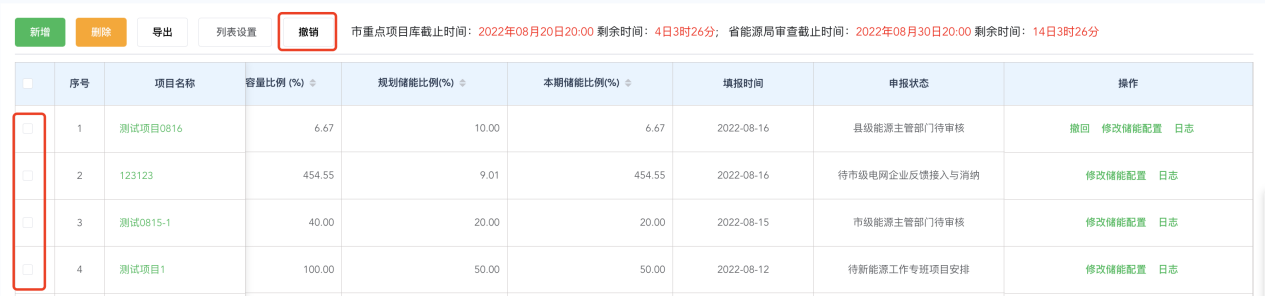 新增 删除 导出 列表设置 撤销 市重点项目库截止时间：2022年08月20日20:00 剩余时间：4日3时26分; 省能源局审查截止时间：2022年08月30日20:00 剩余时间：14日3时26分
序号 项目名称 容量比例 (%) 规划储能比例(%) 本期储能比例(%) 填报时间 申报状态 操作
1 测试项目0816 6.67 10.00 6.67 2022-08-16 县级能源主管部门待审核 撤回 修改储能配置 日志
2 123123 454.55 9.01 454.55 2022-08-16 待市级电网企业反馈接入与消纳 修改储能配置 日志
3 测试0815-1 40.00 20.00 20.00 2022-08-15 市级能源主管部门待审核 修改储能配置 日志
4 测试项目1 100.00 50.00 50.00 2022-08-12 待新能源工作专班项目安排 修改储能配置 日志